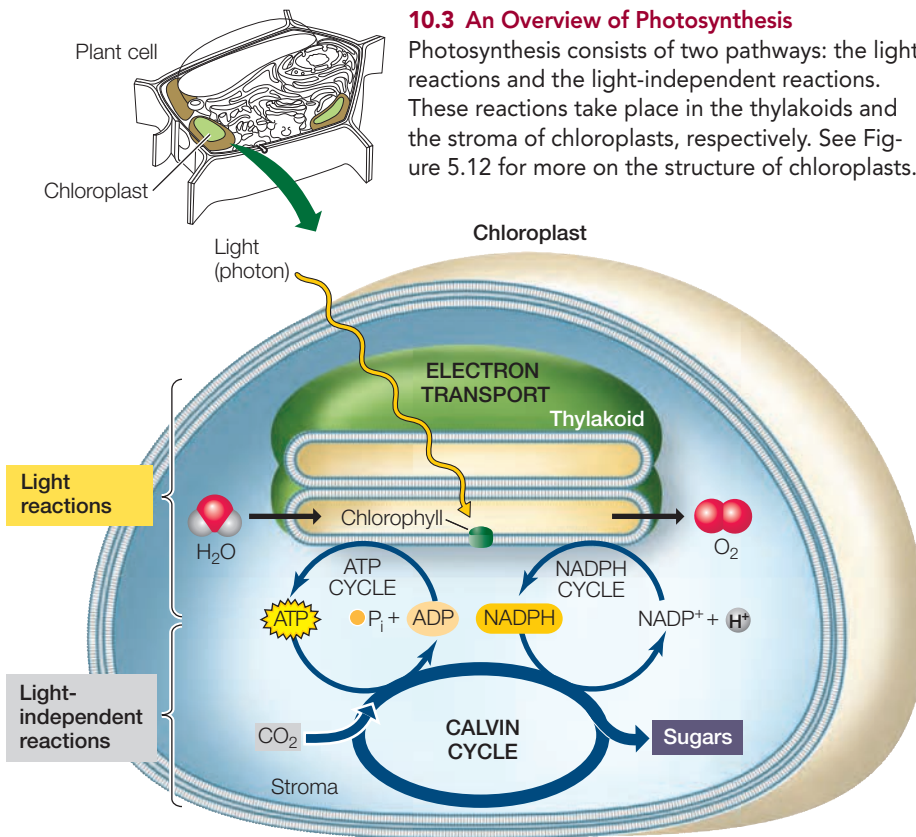 10.3 An Overview of Photosynthesis
Photosynthesis consists of two pathways: the light
reactions and the light-independent reactions.
These reactions take place in the thylakoids and
the stroma of chloroplasts, respectively. See Fig-
ure 5.12 for more on the structure of chloroplasts.
Plant cell
Chloroplast
Light
(photon)
Chloroplast
ELECTRON
TRANSPORT
Thylakoid
Light
reactions
H₂O
Chlorophyll
O₂
ATP
CYCLE
NADPH
CYCLE
ATP
Pᵢ + ADP
NADPH
NADP⁺ + H⁺
Light-
independent
reactions
CO₂
CALVIN
CYCLE
Sugars
Stroma